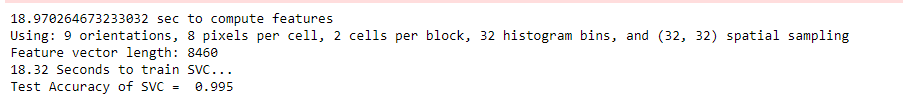 18.970264673233032 sec to compute features
Using: 9 orientations, 8 pixels per cell, 2 cells per block, 32 histogram bins, and (32, 32) spatial sampling
Feature vector length: 8460
18.32 Seconds to train SVC...
Test Accuracy of SVC =  0.995